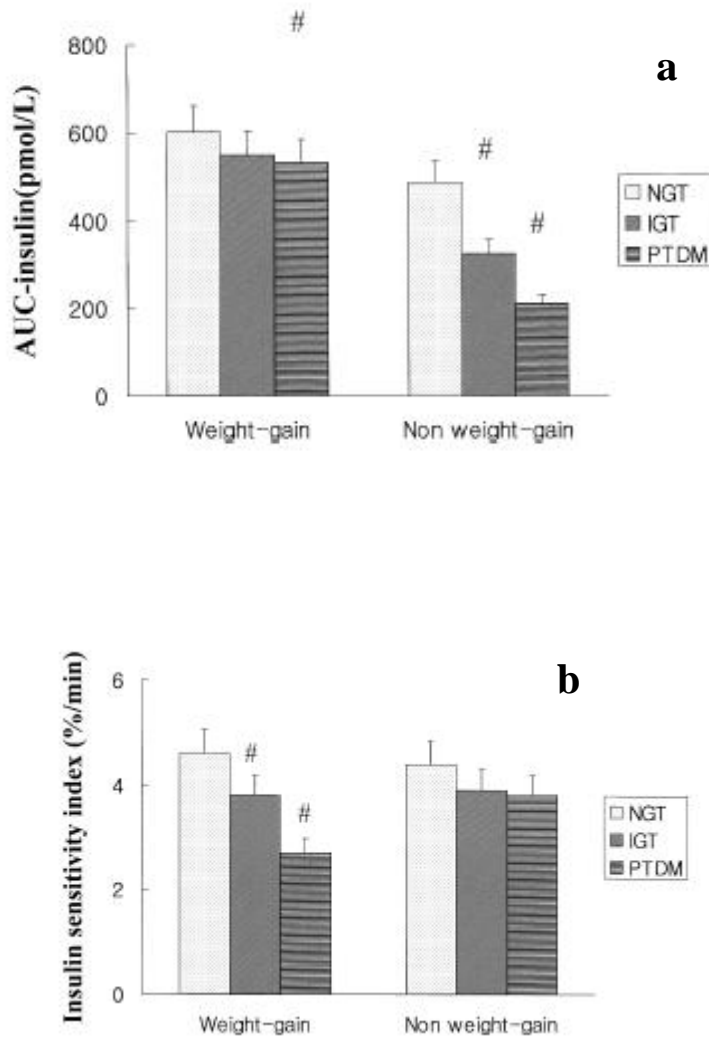 #
800
a
AUC-insulin(pmol/L)
600
#
NGT
400
#
IGT
PTDM
200
0
Weight-gain Non weight-gain
b
6
Insulin sensitivity index (%/min)
#
4
#
NGT
IGT
PTDM
2
0
Weight-gain Non weight-gain